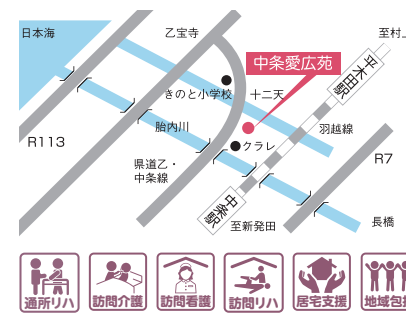 日本海
乙宝寺
至村上
中条愛広苑
平木田駅
きのと小学校
十二天
胎内川
羽越線
R113
クラレ
県道乙・
中条線
R7
中条駅
至新発田
長橋
通所リハ
訪問介護
訪問看護
訪問リハ
居宅支援
地域包括